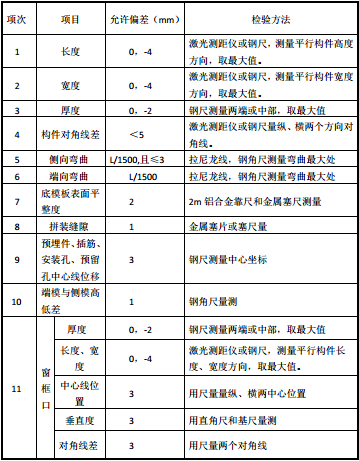 项次 项目 允许偏差（mm） 检验方法
1 长度 0，-4 激光测距仪或钢尺，测量平行构件高度
方向，取最大值。
2 宽度 0，-4 激光测距仪或钢尺，测量平行构件宽度
方向，取最大值。
3 厚度 0，-2 钢尺测量两端或中部，取最大值
4 构件对角线差 ＜5 激光测距仪或钢尺量纵、横两个方向对
角线。
5 侧向弯曲 L/1500,且≤3 拉尼龙线，钢角尺测量弯曲最大处
6 端向弯曲 L/1500 拉尼龙线，钢角尺测量弯曲最大处
7 底模板表面平
整度 2 2m 铝合金靠尺和金属塞尺测量
8 拼装缝隙 1 金属塞片或塞尺量
9 预埋件、插筋、
安装孔、预留
孔中心线位移 3 钢尺测量中心坐标
10 端模与侧模高
低差 1 钢角尺量测
11 窗
框
口 厚度 0，-2 钢尺测量两端或中部，取最大值
长度、宽
度 0，-4 激光测距仪或钢尺，测量平行构件长
度、宽度方向，取最大值。
中心线位
置 3 用尺量量纵、横两中心位置
垂直度 3 用直角尺和基尺量测
对角线差 3 用尺量两个对角线